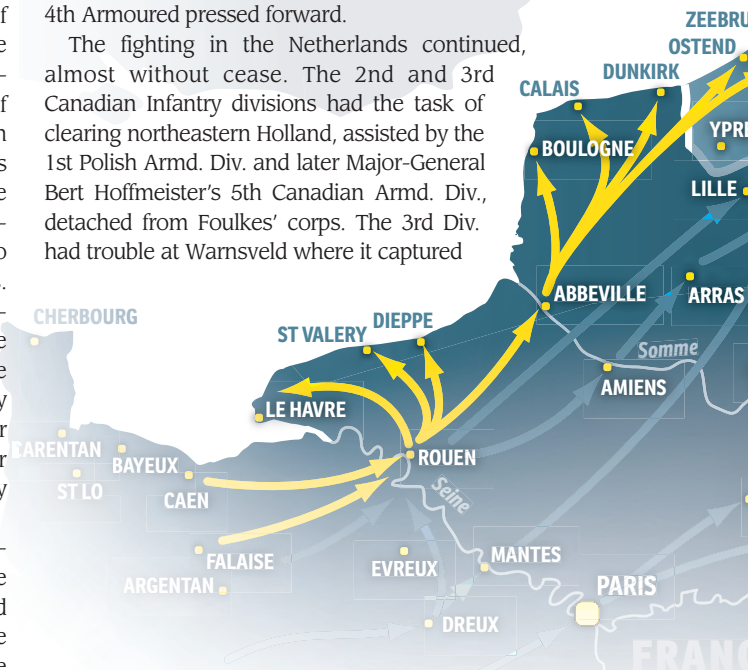 4th Armoured pressed forward.
The fighting in the Netherlands continued,
almost without cease. The 2nd and 3rd
Canadian Infantry divisions had the task of
clearing northeastern Holland, assisted by the
1st Polish Armd. Div. and later Major-General
Bert Hoffmeister's 5th Canadian Armd. Div.,
detached from Foulkes' corps. The 3rd Div.
had trouble at Warnsveld where it captured
ZEEBRU
OSTEND
DUNKIRK
CALAIS
YPRE
BOULOGNE
LILLE
ABBEVILLE
ARRAS
CHERBOURG
DIEPPE
ST VALERY
Somme
AMIENS
LE HAVRE
CARENTAN
BAYEUX
ROUEN
ST LO
CAEN
Seine
FALAISE
EVREUX
MANTES
ARGENTAN
PARIS
DREUX
FRANC